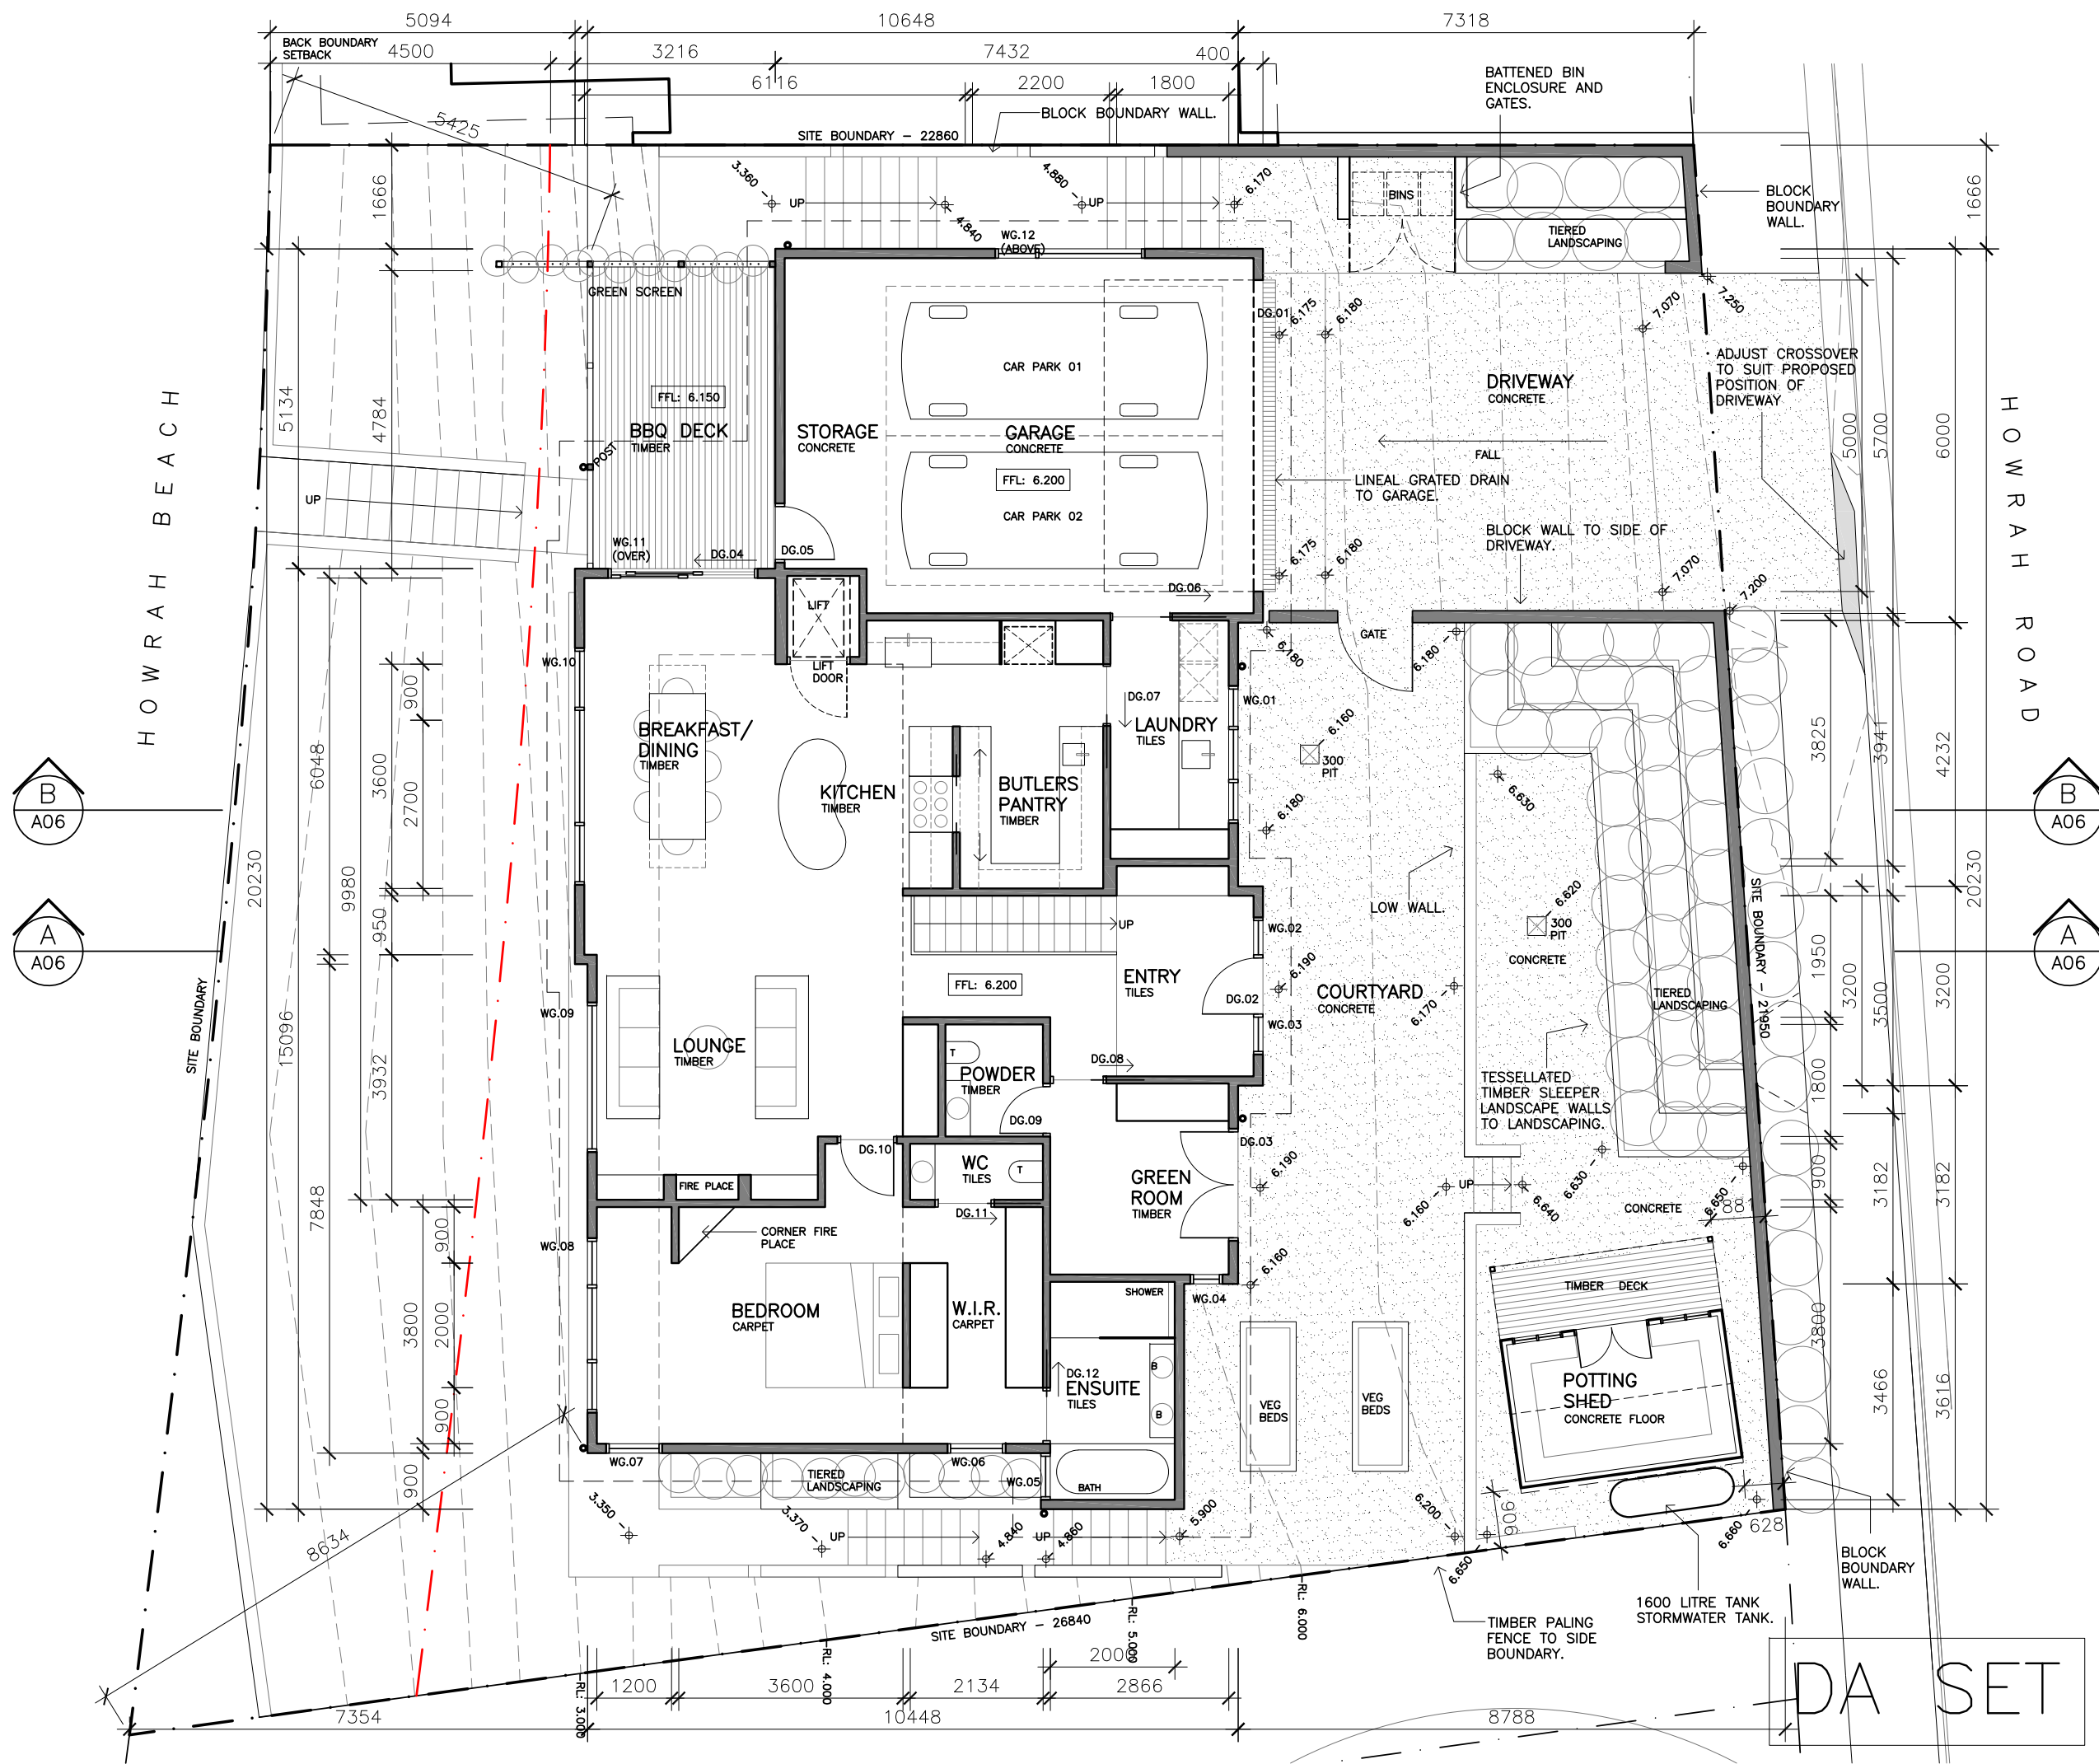 5094
10648
7318
BACK BOUNDARY
SETBACK
4500
3216
7432
400
6116
2200
1800
5425
BLOCK BOUNDARY WALL.
SITE BOUNDARY - 22860
BATTENED BIN
ENCLOSURE AND
GATES.
1666
3.360
UP
4.840
4.880
UP
6.170
WG.12
(ABOVE)
BINS
TIERED
LANDSCAPING
BLOCK
BOUNDARY
WALL.
1666
GREEN SCREEN
DG.01
6.175
6.180
7.070
7.250
CAR PARK 01
ADJUST CROSSOVER
TO SUIT PROPOSED
POSITION OF
DRIVEWAY
HOWRAH BEACH
HOWRAH ROAD
5134
4784
FFL: 6.150
BBQ DECK
TIMBER
POST
STORAGE
CONCRETE
GARAGE
CONCRETE
FFL: 6.200
CAR PARK 02
DRIVEWAY
CONCRETE
FALL
LINEAL GRATED DRAIN
TO GARAGE.
5000
5700
6000
UP
WG.11
(OVER)
DG.04
DG.05
BLOCK WALL TO SIDE OF
DRIVEWAY.
6.175
6.180
7.070
7.200
DG.06
LIFT
LIFT
DOOR
GATE
6.180
6.180
WG.10
DG.07
WG.01
LAUNDRY
TILES
6.160
300
PIT
BREAKFAST/
DINING
TIMBER
KITCHEN
TIMBER
BUTLERS
PANTRY
TIMBER
6.630
6.180
900
6048
3600
2700
3825
3941
4232
B
A06
B
A06
20230
9980
950
20230
LOW WALL.
6.620
300
PIT
CONCRETE
SITE BOUNDARY - 21950
A
A06
A
A06
UP
WG.02
ENTRY
TILES
FFL: 6.200
6.190
DG.02
COURTYARD
CONCRETE
6.170
TIERED
LANDSCAPING
1950
3200
3500
3200
SITE BOUNDARY
WG.09
WG.03
15096
3932
LOUNGE
TIMBER
T
POWDER
TIMBER
DG.08
DG.09
TESSELLATED
TIMBER SLEEPER
LANDSCAPE WALLS
TO LANDSCAPING.
1800
DG.10
DG.03
WC
TILES
T
FIRE PLACE
GREEN
ROOM
TIMBER
6.190
6.160
UP
6.640
6.630
6.650
900
3182
3182
CONCRETE
7848
WG.08
CORNER FIRE
PLACE
DG.11
6.160
900
3800
2000
900
BEDROOM
CARPET
W.I.R.
CARPET
SHOWER
WG.04
TIMBER DECK
DG.12
ENSUITE
TILES
B
B
VEG
BEDS
VEG
BEDS
POTTING
SHED
CONCRETE FLOOR
3800
3466
3616
900
WG.07
TIERED
LANDSCAPING
WG.06
WG.05
BATH
3.350
3.370
UP
4.840
UP
4.860
5.900
6.200
6.650
906
6.660
628
8634
BLOCK
BOUNDARY
WALL.
1600 LITRE TANK
STORMWATER TANK.
TIMBER PALING
FENCE TO SIDE
BOUNDARY.
SITE BOUNDARY - 26840
RL: 3.000
RL: 4.000
RL: 5.000
RL: 6.000
2000
1200
3600
2134
2866
7354
10448
8788
DA SET